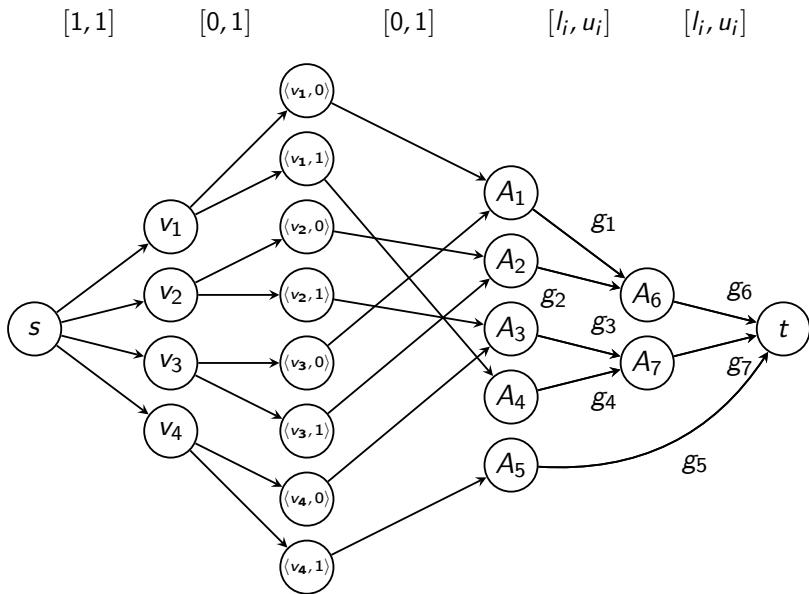 [1, 1] [0, 1] [0, 1] [l_i, u_i] [l_i, u_i]
⟨v₁, 0⟩
⟨v₁, 1⟩
A₁
v₁ ⟨v₂, 0⟩ g₁
A₂
v₂ ⟨v₂, 1⟩ g₂ A₆ g₆
s A₃ g₃ t
v₃ ⟨v₃, 0⟩ A₇ g₇
A₄ g₄
v₄ ⟨v₃, 1⟩
A₅ g₅
⟨v₄, 0⟩
⟨v₄, 1⟩